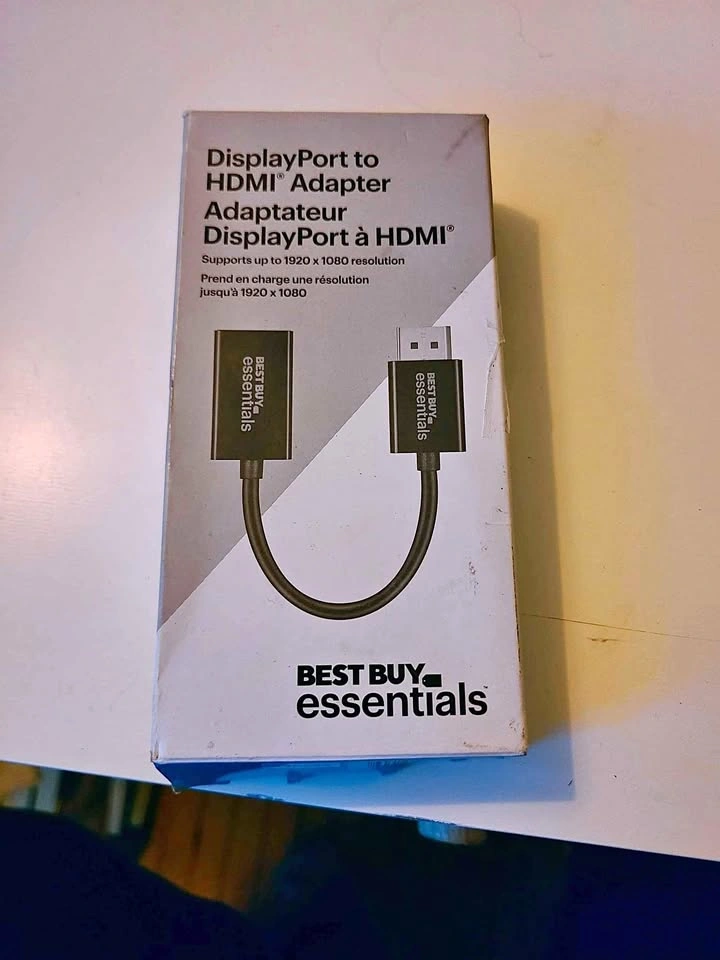 DisplayPort to
HDMI® Adapter
Adaptateur
DisplayPort à HDMI®
Supports up to 1920 x 1080 resolution
Prend en charge une résolution
jusqu'à 1920 x 1080
BEST BUY
essentials
BEST BUY
essentials
BEST BUY
essentials™